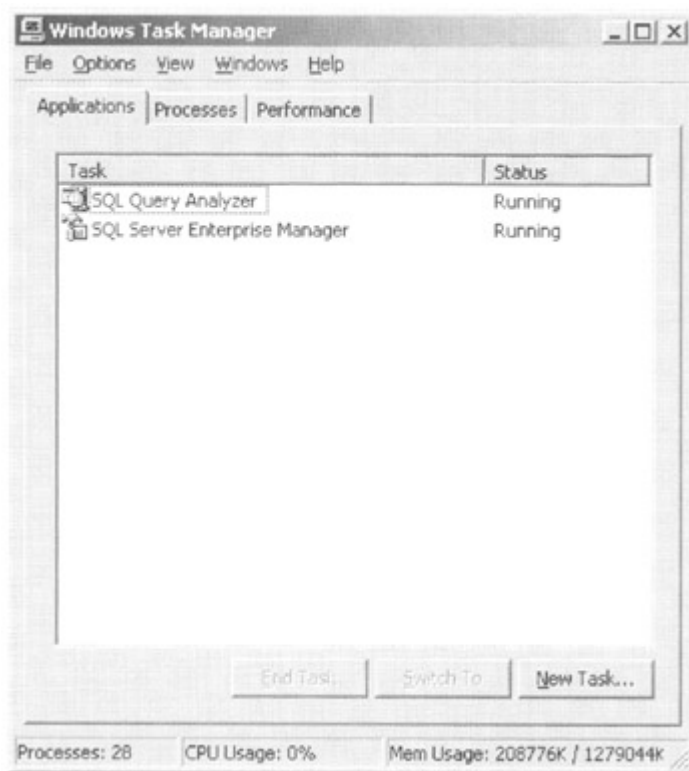 Windows Task Manager
File Options View Windows Help
Applications Processes Performance
Task Status
SQL Query Analyzer Running
SQL Server Enterprise Manager Running
End Task Switch To New Task...
Processes: 28 CPU Usage: 0% Mem Usage: 208776K / 1279044K